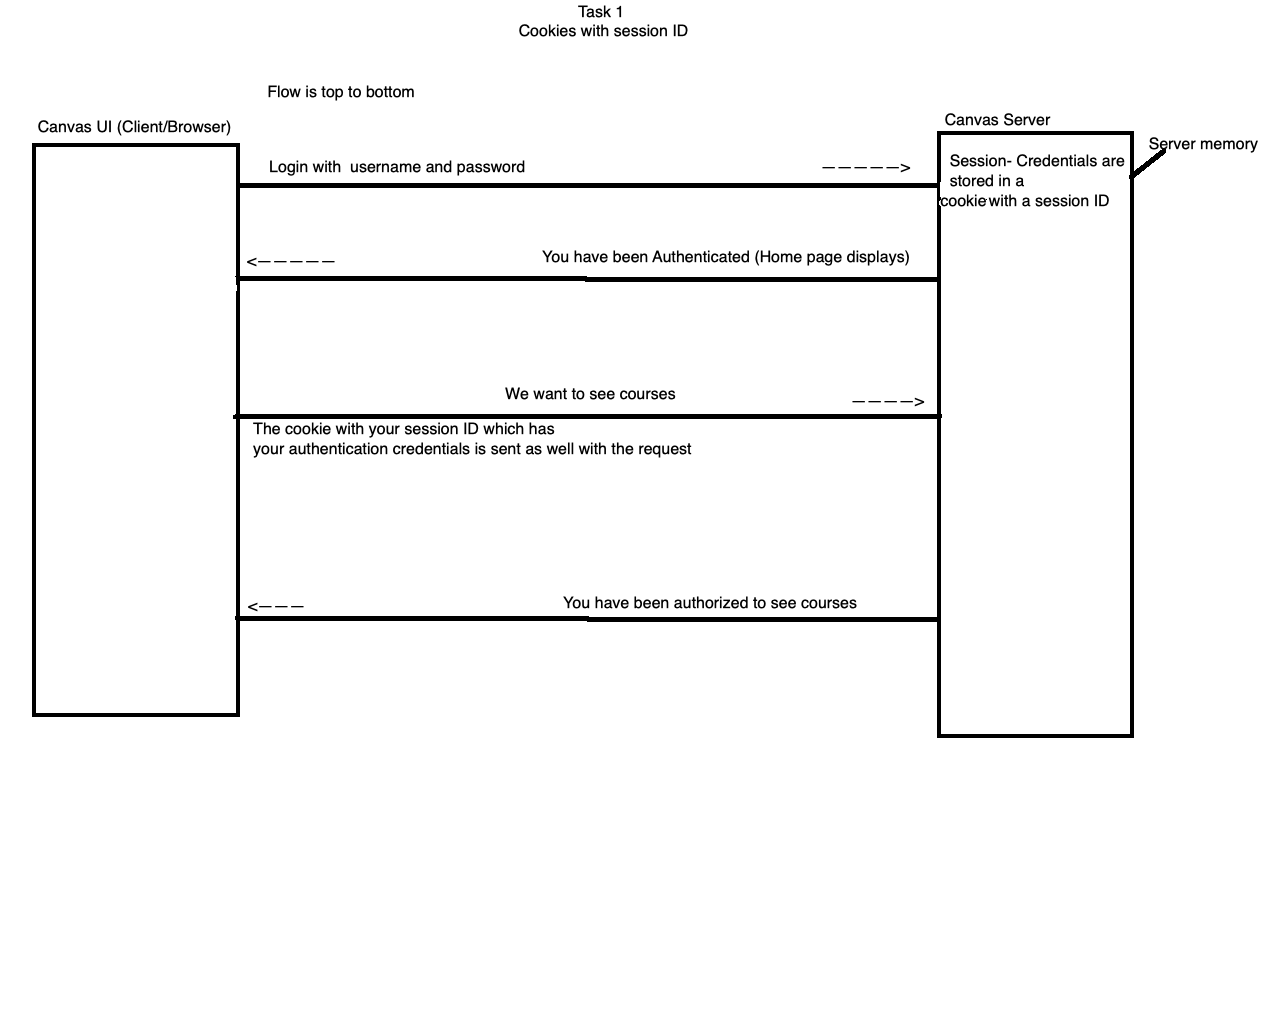 Task 1
Cookies with session ID
Flow is top to bottom
Canvas UI (Client/Browser)
Canvas Server
Server memory
Login with  username and password
----->
Session- Credentials are
stored in a
cookie with a session ID
<-----
You have been Authenticated (Home page displays)
We want to see courses
---->
The cookie with your session ID which has
your authentication credentials is sent as well with the request
<---
You have been authorized to see courses